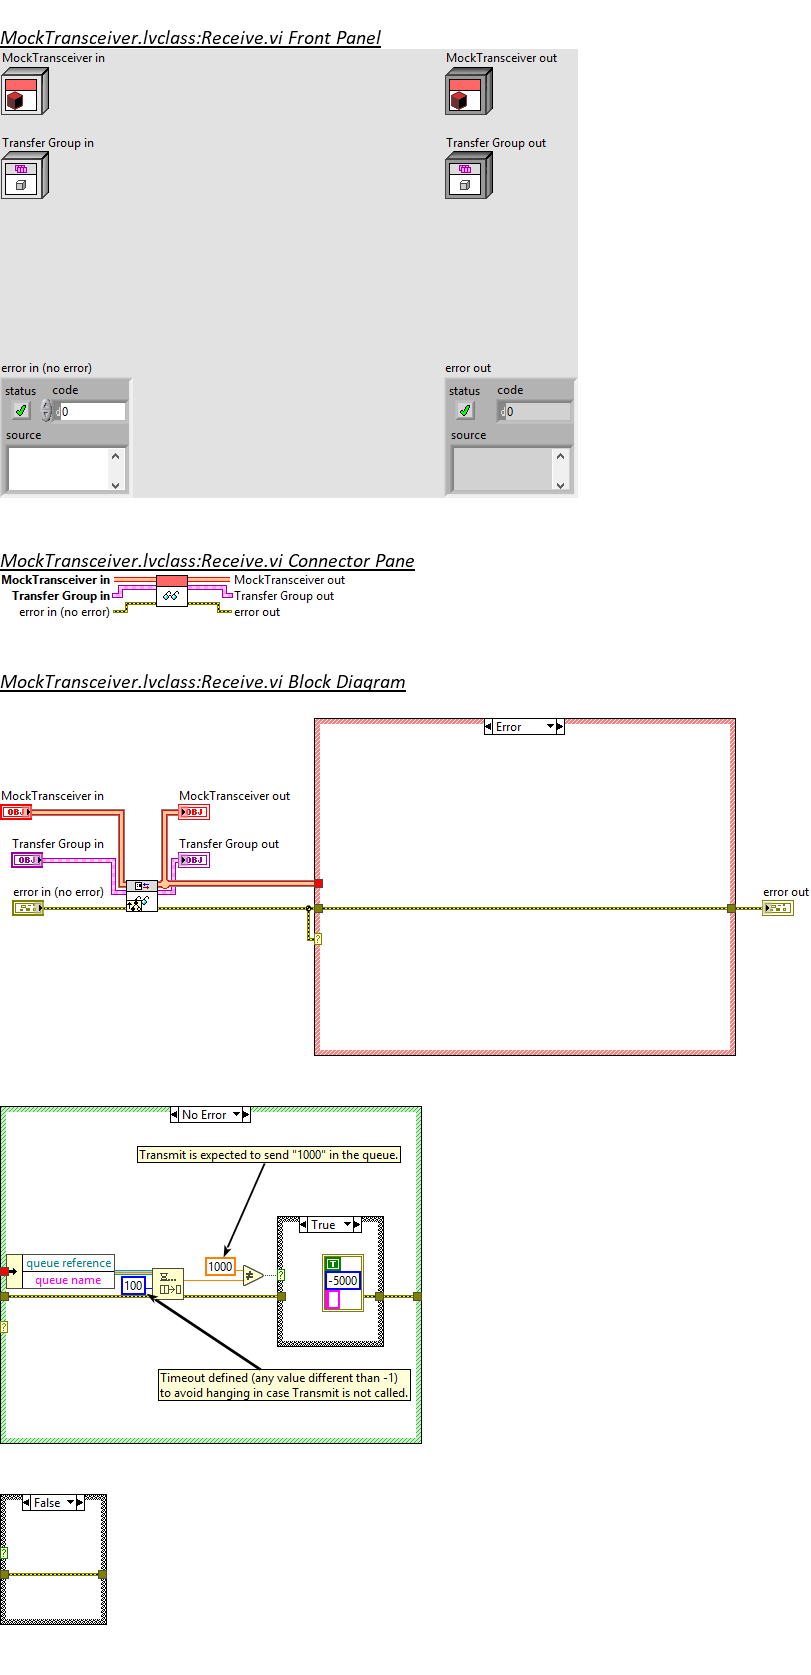 MockTransceiver.lvclass:Receive.vi Front Panel
MockTransceiver in
MockTransceiver out
Transfer Group in
Transfer Group out
error in (no error)
error out
status code
0
source
status code
0
source
MockTransceiver.lvclass:Receive.vi Connector Pane
MockTransceiver in
MockTransceiver out
Transfer Group in
Transfer Group out
error in (no error)
error out
MockTransceiver.lvclass:Receive.vi Block Diagram
Error
MockTransceiver in
MockTransceiver out
OBJ
OBJ
Transfer Group in
Transfer Group out
OBJ
OBJ
error in (no error)
error out
?
No Error
Transmit is expected to send "1000" in the queue.
True
queue reference
queue name
100
1000
≠
?
T
-5000
?
Timeout defined (any value different than -1)
to avoid hanging in case Transmit is not called.
False
?